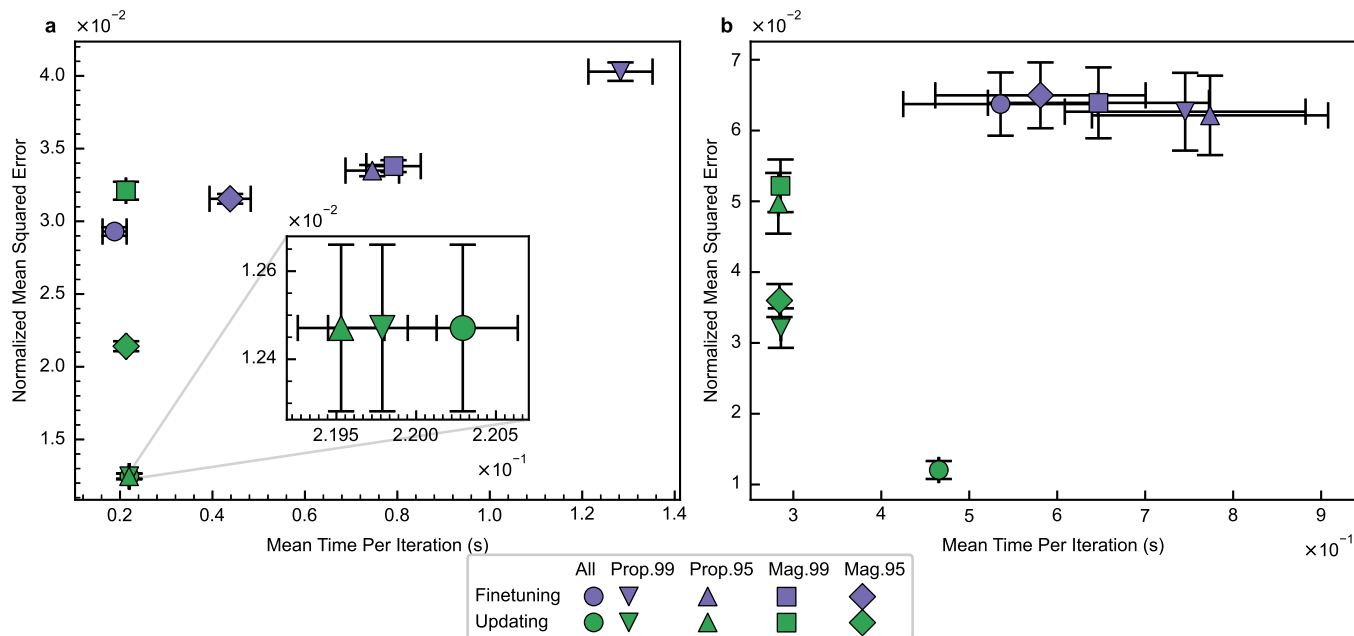 a
×10−2
Normalized Mean Squared Error
4.0
3.5
3.0
2.5
2.0
1.5
0.2 0.4 0.6 0.8 1.0 1.2 1.4
Mean Time Per Iteration (s)
×10−2
1.26
1.24
2.195 2.200 2.205
×10−1
b
×10−2
Normalized Mean Squared Error
7
6
5
4
3
2
1
3 4 5 6 7 8 9
Mean Time Per Iteration (s)
×10−1
All Prop.99 Prop.95 Mag.99 Mag.95
Finetuning
Updating